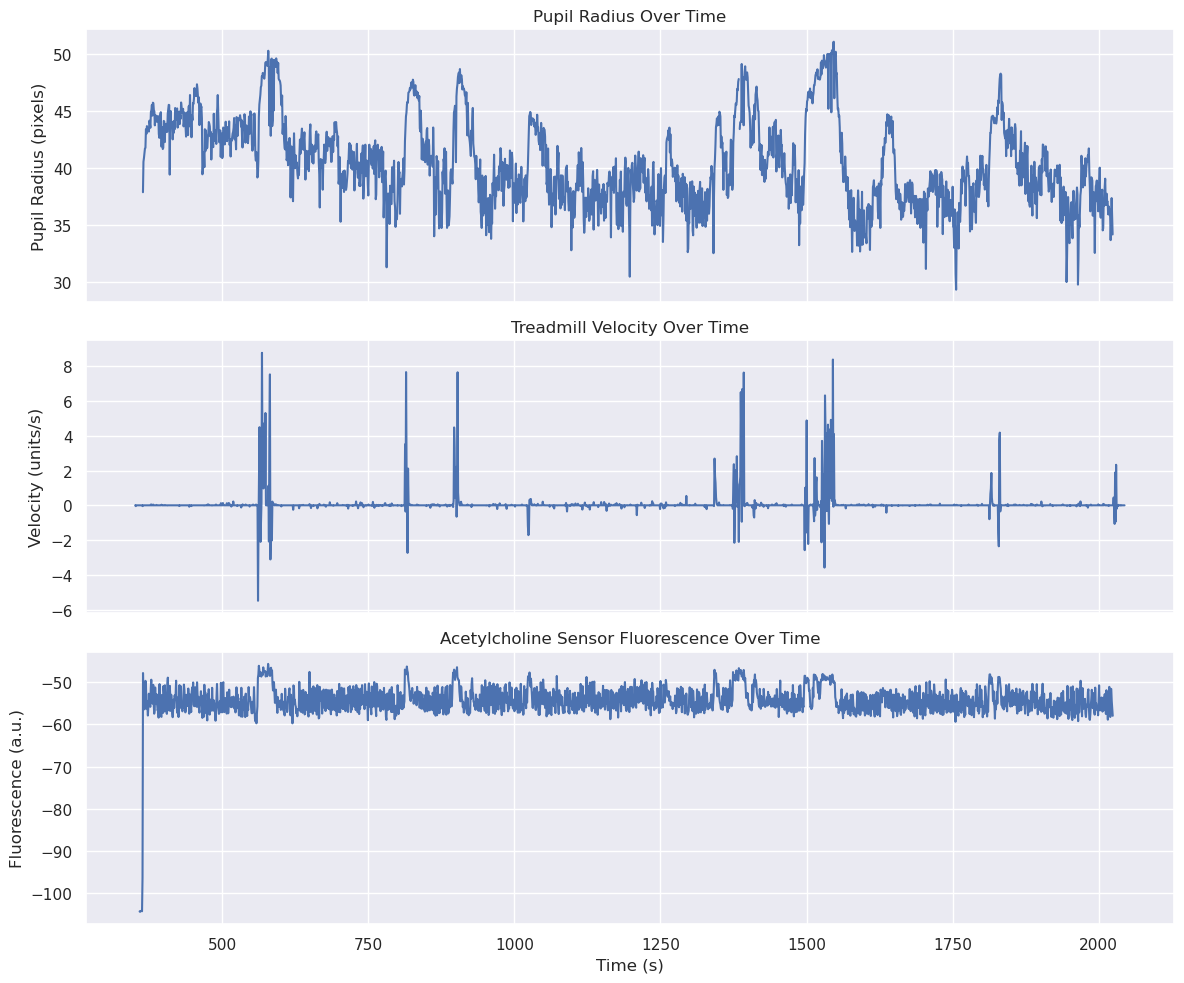 Pupil Radius Over Time
Pupil Radius (pixels)
50
45
40
35
30
Treadmill Velocity Over Time
Velocity (units/s)
8
6
4
2
0
−2
−4
−6
Acetylcholine Sensor Fluorescence Over Time
Fluorescence (a.u.)
−50
−60
−70
−80
−90
−100
500 750 1000 1250 1500 1750 2000
Time (s)